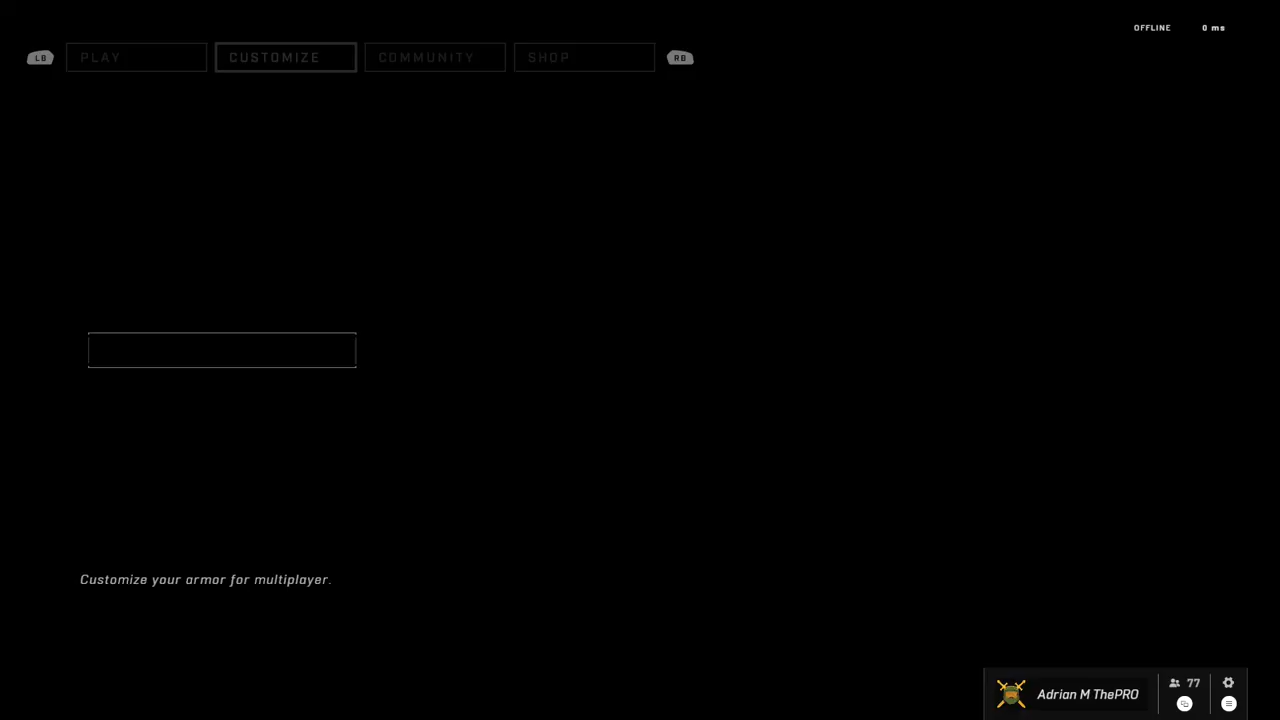 OFFLINE 0 ms
LB PLAY CUSTOMIZE COMMUNITY SHOP RB
Customize your armor for multiplayer.
Adrian M ThePRO 77